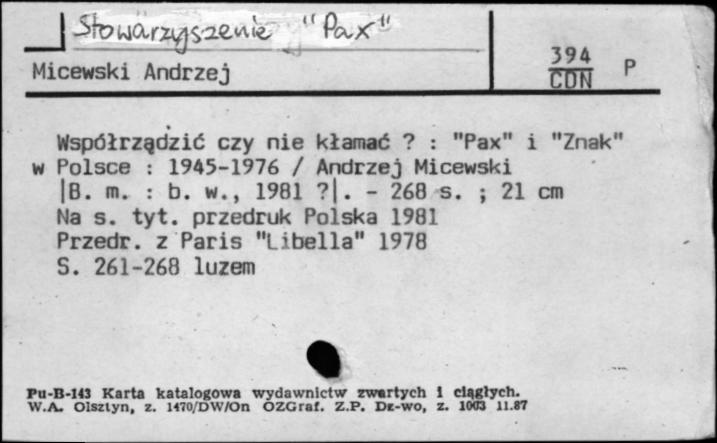 Stowarzyszenie "Pax"
Micewski Andrzej
394
CDN
P
Współrządzić czy nie kłamać ? : "Pax" i "Znak"
w Polsce : 1945-1976 / Andrzej Micewski
|B. m. : b. w., 1981 ?|. - 268 s. ; 21 cm
Na s. tyt. przedruk Polska 1981
Przedr. z Paris "Libella" 1978
S. 261-268 luzem
Pu-B-143 Karta katalogowa wydawnictw zwartych i ciągłych.
W.A. Olsztyn, z. 1470/DW/On OZGraf. Z.P. Dz-wo, z. 1003 11.87